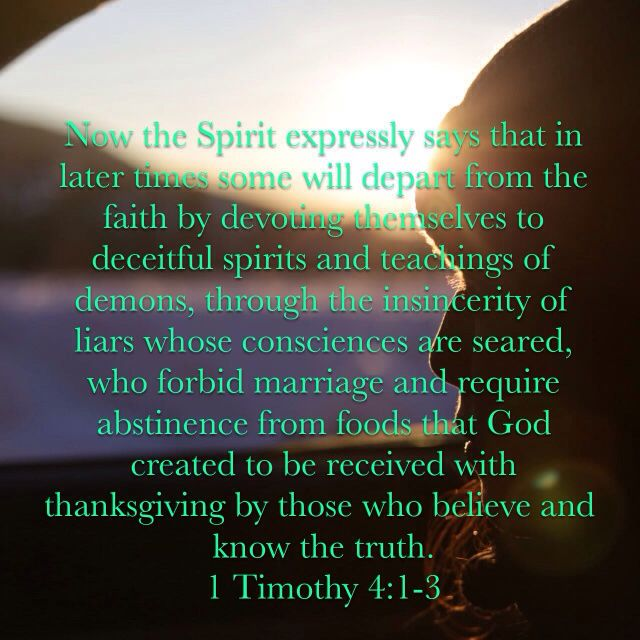 Now the Spirit expressly says that in
later times some will depart from the
faith by devoting themselves to
deceitful spirits and teachings of
demons, through the insincerity of
liars whose consciences are seared,
who forbid marriage and require
abstinence from foods that God
created to be received with
thanksgiving by those who believe and
know the truth.
1 Timothy 4:1-3